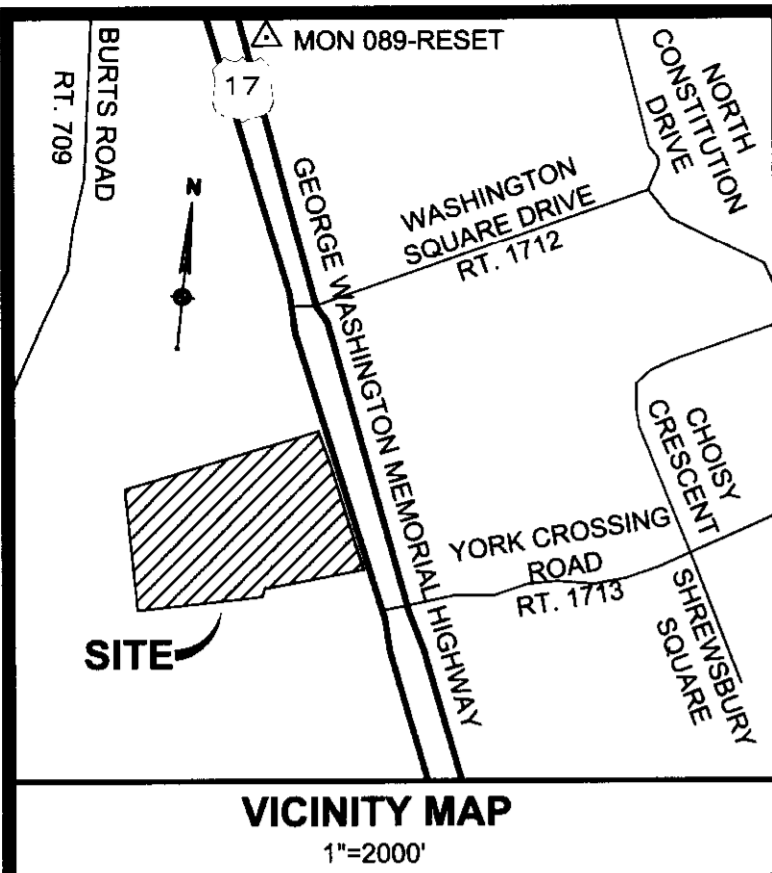 MON 089-RESET
17
BURTS ROAD
RT. 709
N
GEORGE WASHINGTON MEMORIAL HIGHWAY
WASHINGTON
SQUARE DRIVE
RT. 1712
NORTH
CONSTITUTION
DRIVE
CHOISY
CRESCENT
YORK CROSSING
ROAD
RT. 1713
SHREWSBURY
SQUARE
SITE
VICINITY MAP
1"=2000'